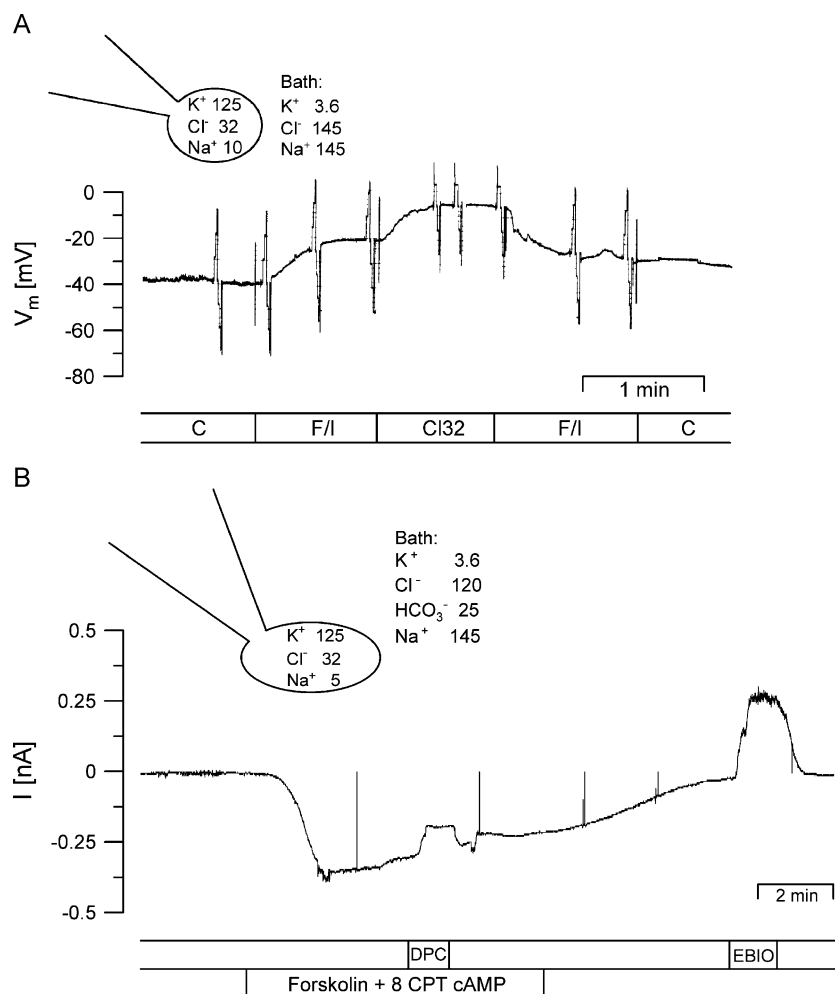 A
K+ 125
Cl- 32
Na+ 10
Bath:
K+ 3.6
Cl- 145
Na+ 145
Vm [mV]
0
-20
-40
-60
-80
1 min
C F/I Cl32 F/I C
B
K+ 125
Cl- 32
Na+ 5
Bath:
K+ 3.6
Cl- 120
HCO3- 25
Na+ 145
I [nA]
0.5
0.25
0
-0.25
-0.5
2 min
DPC EBIO
Forskolin + 8 CPT cAMP